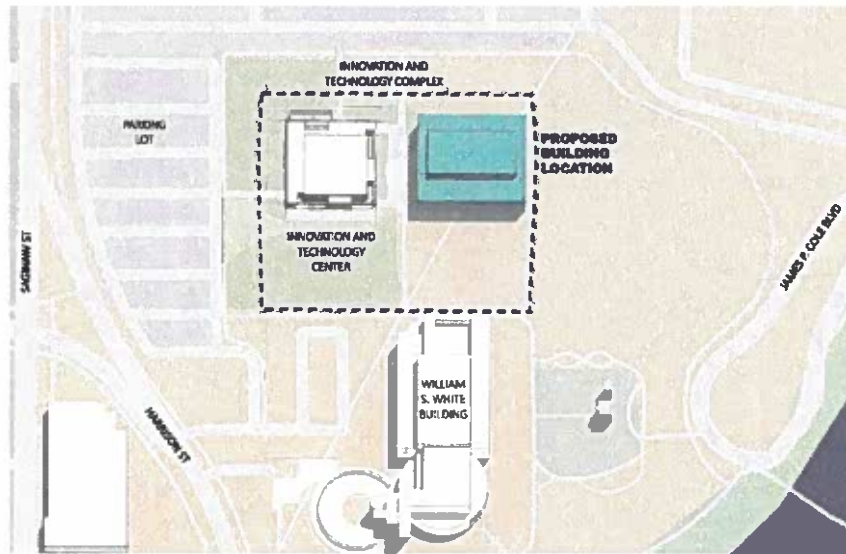 INNOVATION AND
TECHNOLOGY COMPLEX
PARKING
LOT
PROPOSED
BUILDING
LOCATION
INNOVATION AND
TECHNOLOGY
CENTER
SAGINAW ST
JAMES P. COLE BLVD
WILLIAM
S. WHITE
BUILDING
HARRISON ST